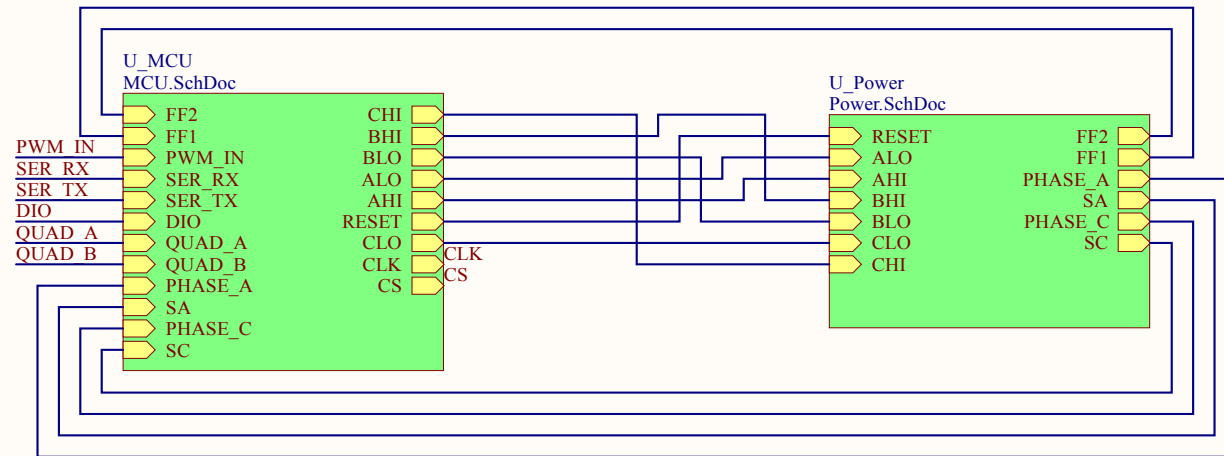 U_MCU
MCU.SchDoc
FF2
FF1
PWM_IN
SER_RX
SER_TX
DIO
QUAD_A
QUAD_B
PHASE_A
SA
PHASE_C
SC
CHI
BHI
BLO
ALO
AHI
RESET
CLO
CLK
CS
PWM_IN
SER_RX
SER_TX
DIO
QUAD_A
QUAD_B
CLK
CS
U_Power
Power.SchDoc
RESET
ALO
AHI
BHI
BLO
CLO
CHI
FF2
FF1
PHASE_A
SA
PHASE_C
SC